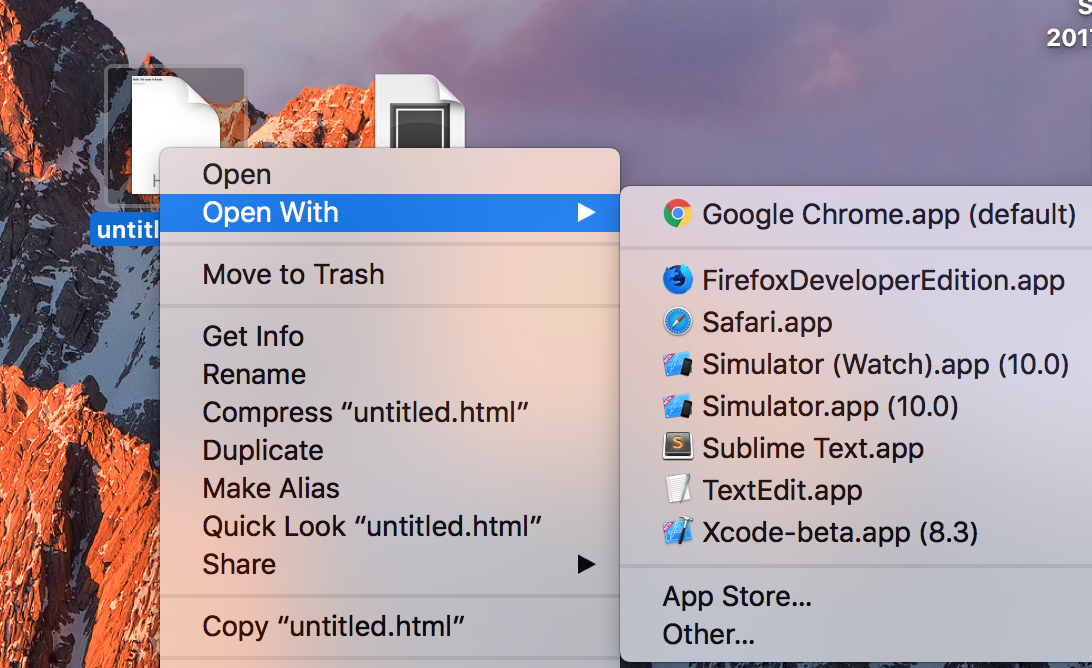 S
201
untitl
Open
Open With
Move to Trash
Get Info
Rename
Compress “untitled.html”
Duplicate
Make Alias
Quick Look “untitled.html”
Share
Copy “untitled.html”
Google Chrome.app (default)
FirefoxDeveloperEdition.app
Safari.app
Simulator (Watch).app (10.0)
Simulator.app (10.0)
Sublime Text.app
TextEdit.app
Xcode-beta.app (8.3)
App Store...
Other...